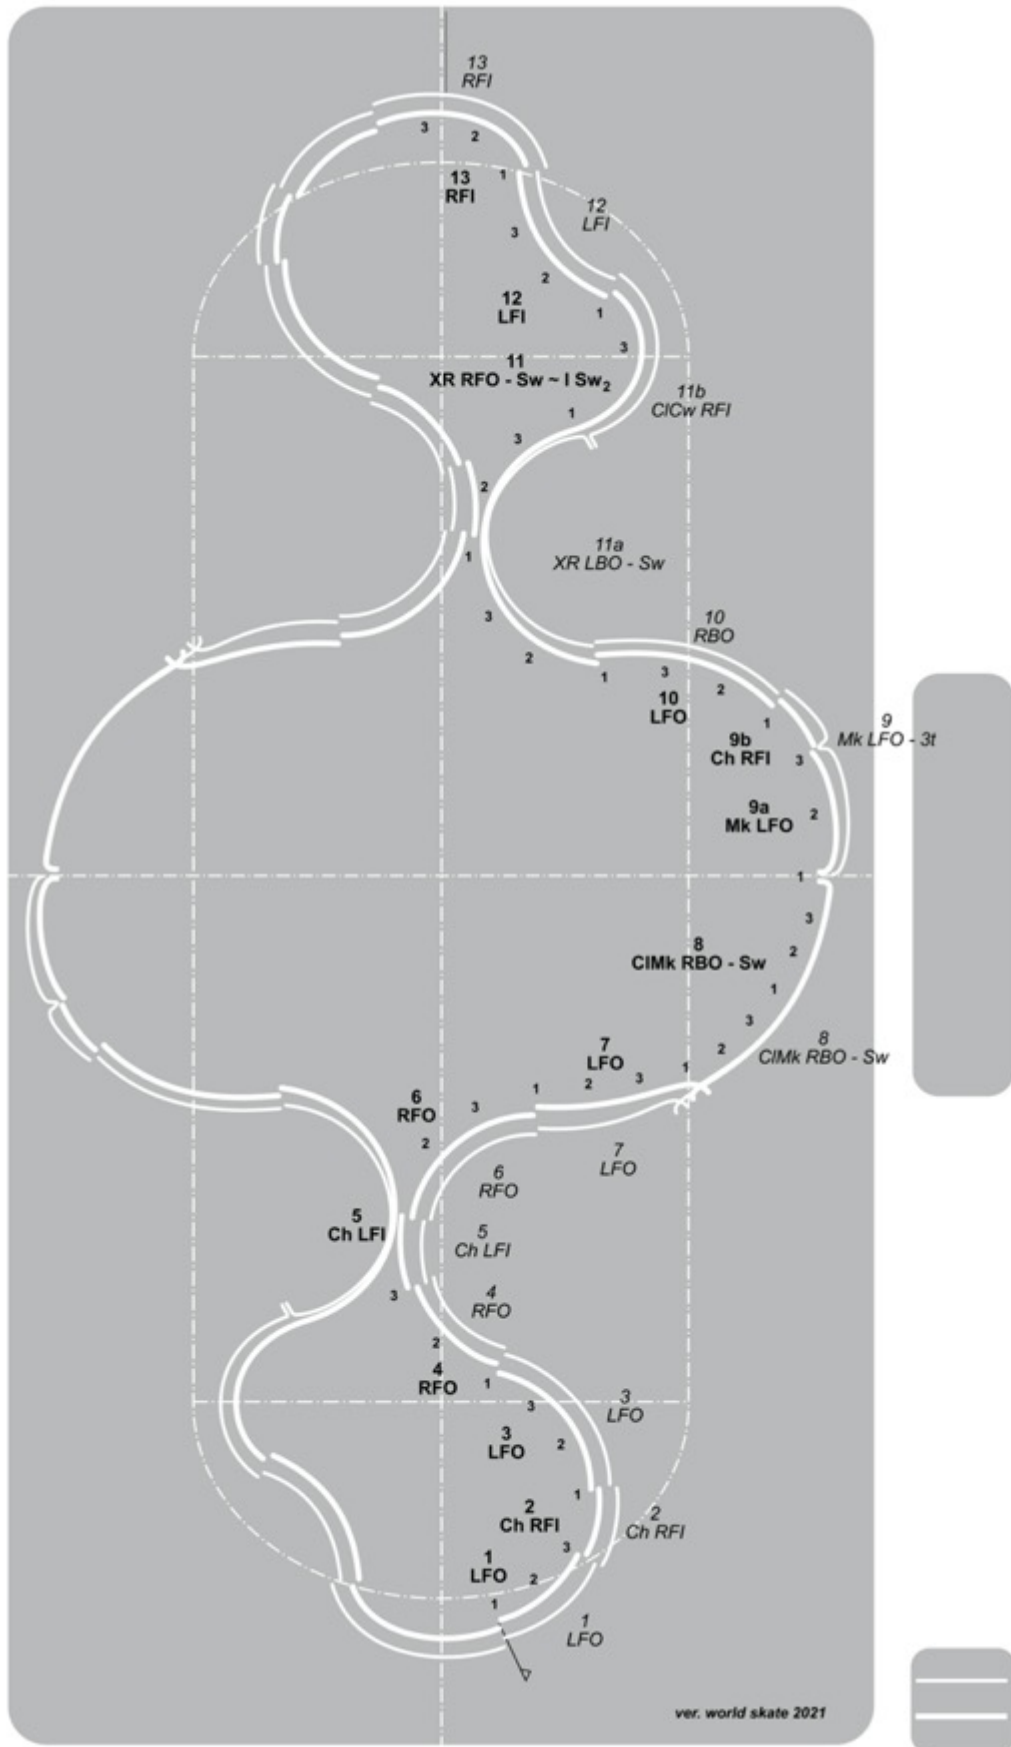 13
RFI
3
2
13
RFI
1
12
LFI
3
2
12
LFI
1
3
11
XR RFO - Sw ~ I Sw2
11b
ClCw RFI
1
3
2
11a
XR LBO - Sw
1
3
10
RBO
2
1
3
2
10
LFO
9
Mk LFO - 3t
1
9b
Ch RFI
3
9a
Mk LFO
2
1
3
8
ClMk RBO - Sw
2
1
3
8
ClMk RBO - Sw
7
LFO
2
1
3
2
1
6
RFO
3
2
7
LFO
6
RFO
5
Ch LFI
5
Ch LFI
4
RFO
3
2
4
RFO
1
3
3
LFO
3
LFO
2
1
2
Ch RFI
2
Ch RFI
3
1
LFO
2
1
1
LFO
ver. world skate 2021